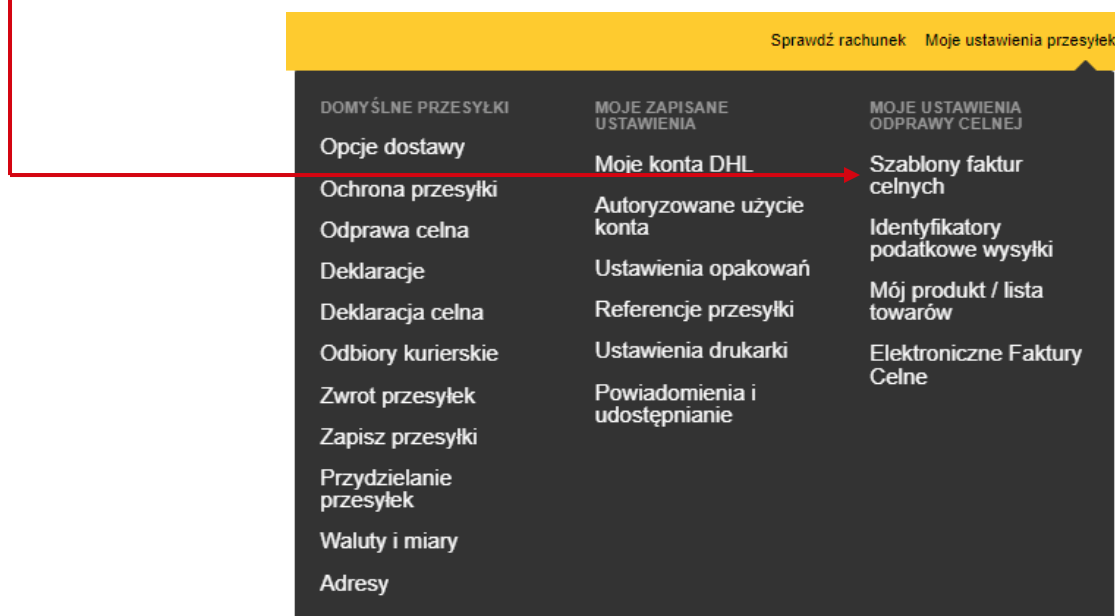 Sprawdź rachunek Moje ustawienia przesyłek
DOMYŚLNE PRZESYŁKI
Opcje dostawy
Ochrona przesyłki
Odprawa celna
Deklaracje
Deklaracja celna
Odbiory kurierskie
Zwrot przesyłek
Zapisz przesyłki
Przydzielanie
przesyłek
Waluty i miary
Adresy
MOJE ZAPISANE
USTAWIENIA
Moje konta DHL
Autoryzowane użycie
konta
Ustawienia opakowań
Referencje przesyłki
Ustawienia drukarki
Powiadomienia i
udostępnianie
MOJE USTAWIENIA
ODPRAWY CELNEJ
Szablony faktur
celnych
Identyfikatory
podatkowe wysyłki
Mój produkt / lista
towarów
Elektroniczne Faktury
Celne